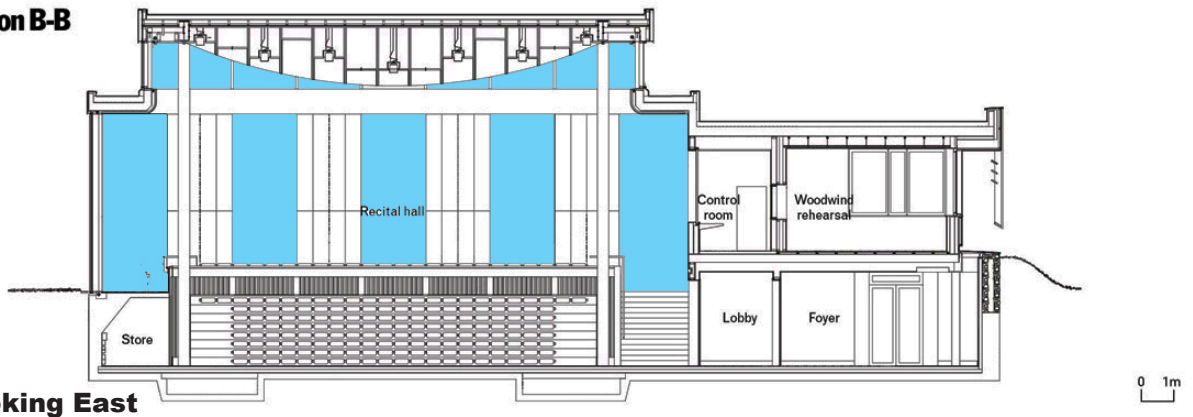 on B-B
Recital hall
Control
room
Woodwind
rehearsal
Store
Lobby
Foyer
0 1m
king East